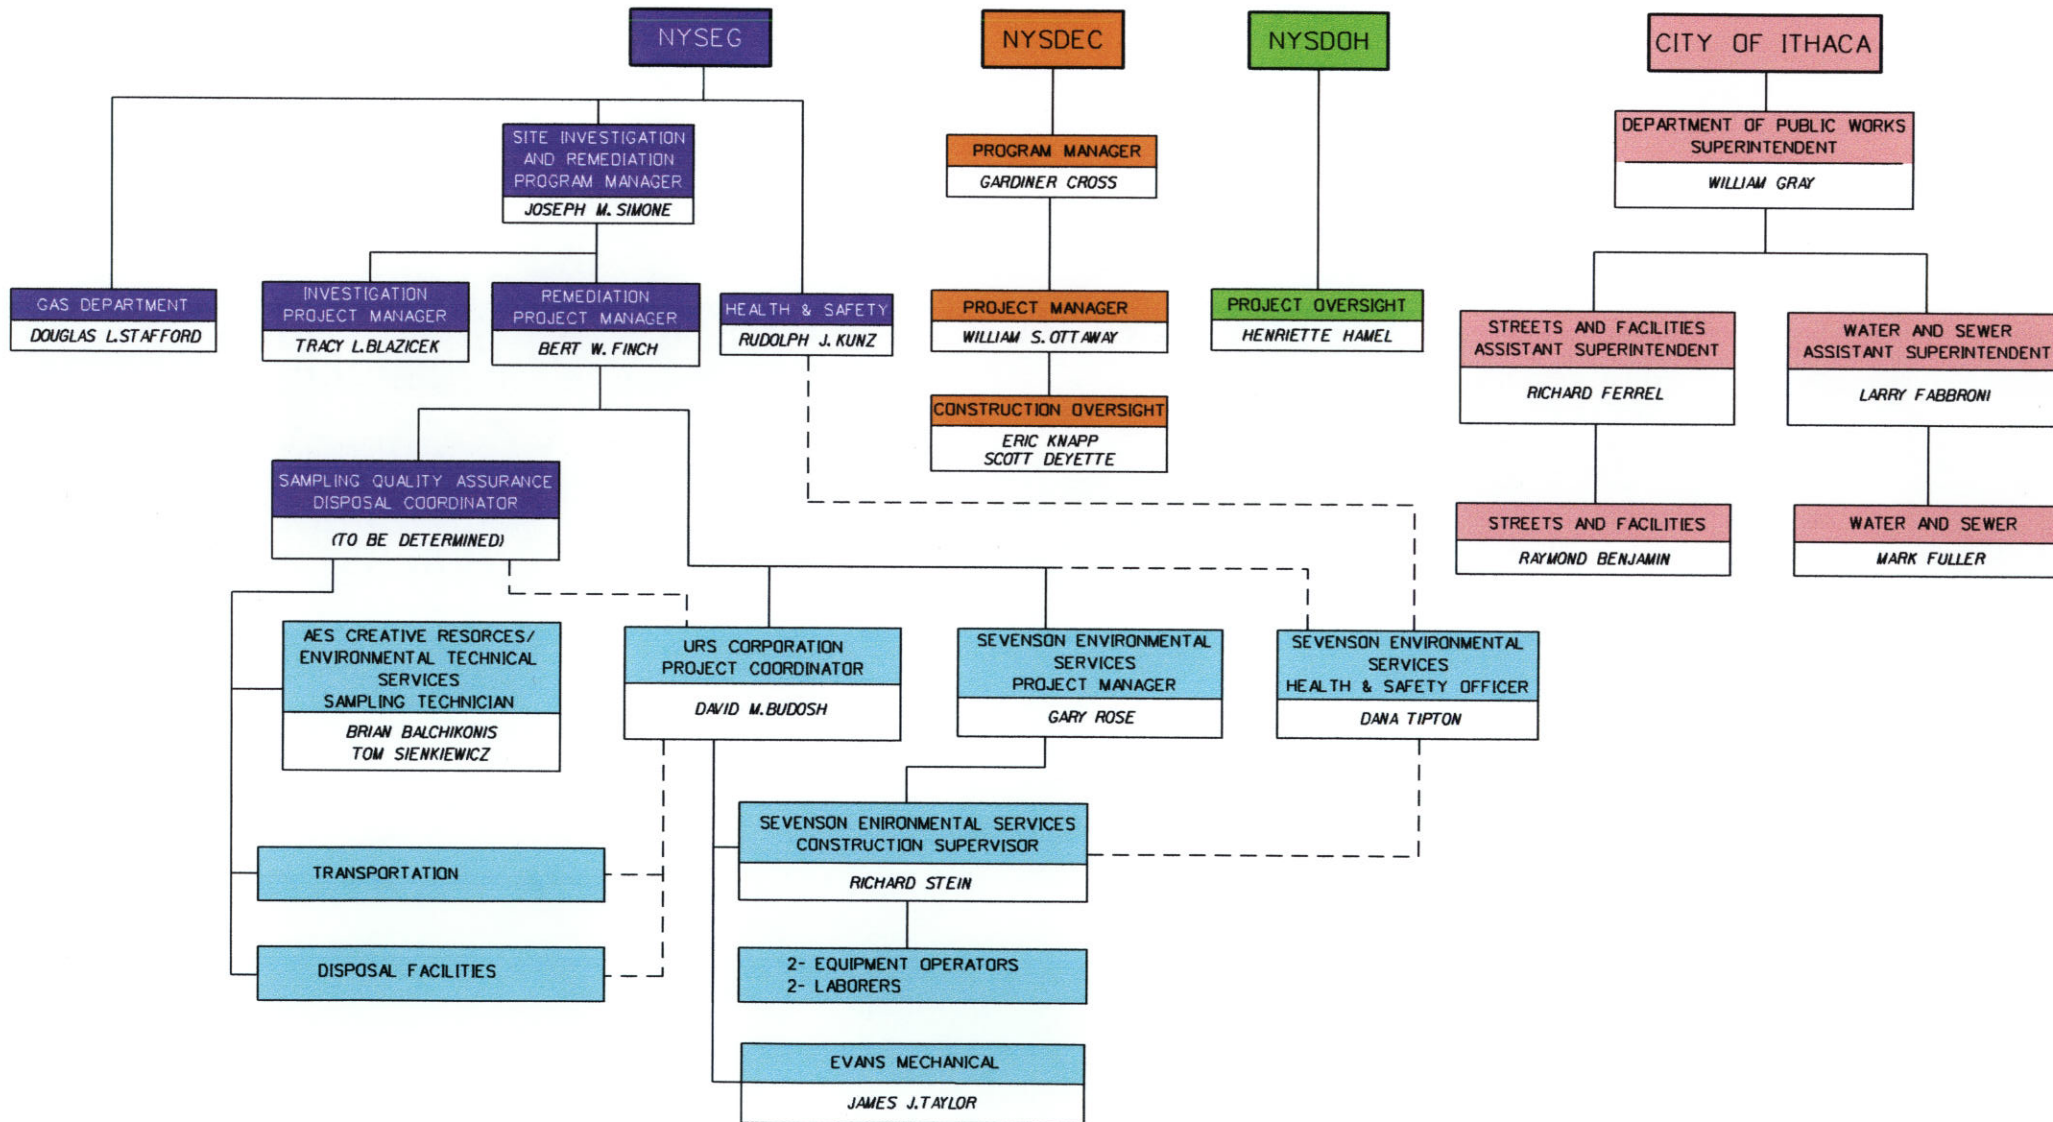 NYSEG
NYSDEC
NYSDOH
CITY OF ITHACA
SITE INVESTIGATION
AND REMEDIATION
PROGRAM MANAGER
JOSEPH M. SIMONE
PROGRAM MANAGER
GARDINER CROSS
DEPARTMENT OF PUBLIC WORKS
SUPERINTENDENT
WILLIAM GRAY
GAS DEPARTMENT
DOUGLAS L. STAFFORD
INVESTIGATION
PROJECT MANAGER
TRACY L. BLAZICEK
REMEDIATION
PROJECT MANAGER
BERT W. FINCH
HEALTH & SAFETY
RUDOLPH J. KUNZ
PROJECT MANAGER
WILLIAM S. OTTAWAY
PROJECT OVERSIGHT
HENRIETTE HAMEL
STREETS AND FACILITIES
ASSISTANT SUPERINTENDENT
RICHARD FERREL
WATER AND SEWER
ASSISTANT SUPERINTENDENT
LARRY FABBRONI
CONSTRUCTION OVERSIGHT
ERIC KNAPP
SCOTT DEYETTE
SAMPLING QUALITY ASSURANCE
DISPOSAL COORDINATOR
(TO BE DETERMINED)
STREETS AND FACILITIES
RAYMOND BENJAMIN
WATER AND SEWER
MARK FULLER
AES CREATIVE RESORCES/
ENVIRONMENTAL TECHNICAL
SERVICES
SAMPLING TECHNICIAN
BRIAN BALCHIKONIS
TOM SIENKIEWICZ
URS CORPORATION
PROJECT COORDINATOR
DAVID M. BUDOSH
SEVENSON ENVIRONMENTAL
SERVICES
PROJECT MANAGER
GARY ROSE
SEVENSON ENVIRONMENTAL
SERVICES
HEALTH & SAFETY OFFICER
DANA TIPTON
SEVENSON ENIRONMENTAL SERVICES
CONSTRUCTION SUPERVISOR
RICHARD STEIN
TRANSPORTATION
DISPOSAL FACILITIES
2- EQUIPMENT OPERATORS
2- LABORERS
EVANS MECHANICAL
JAMES J. TAYLOR